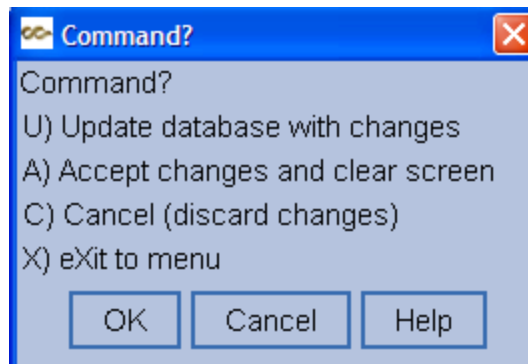 Command?
Command?
U) Update database with changes
A) Accept changes and clear screen
C) Cancel (discard changes)
X) eXit to menu
OK Cancel Help